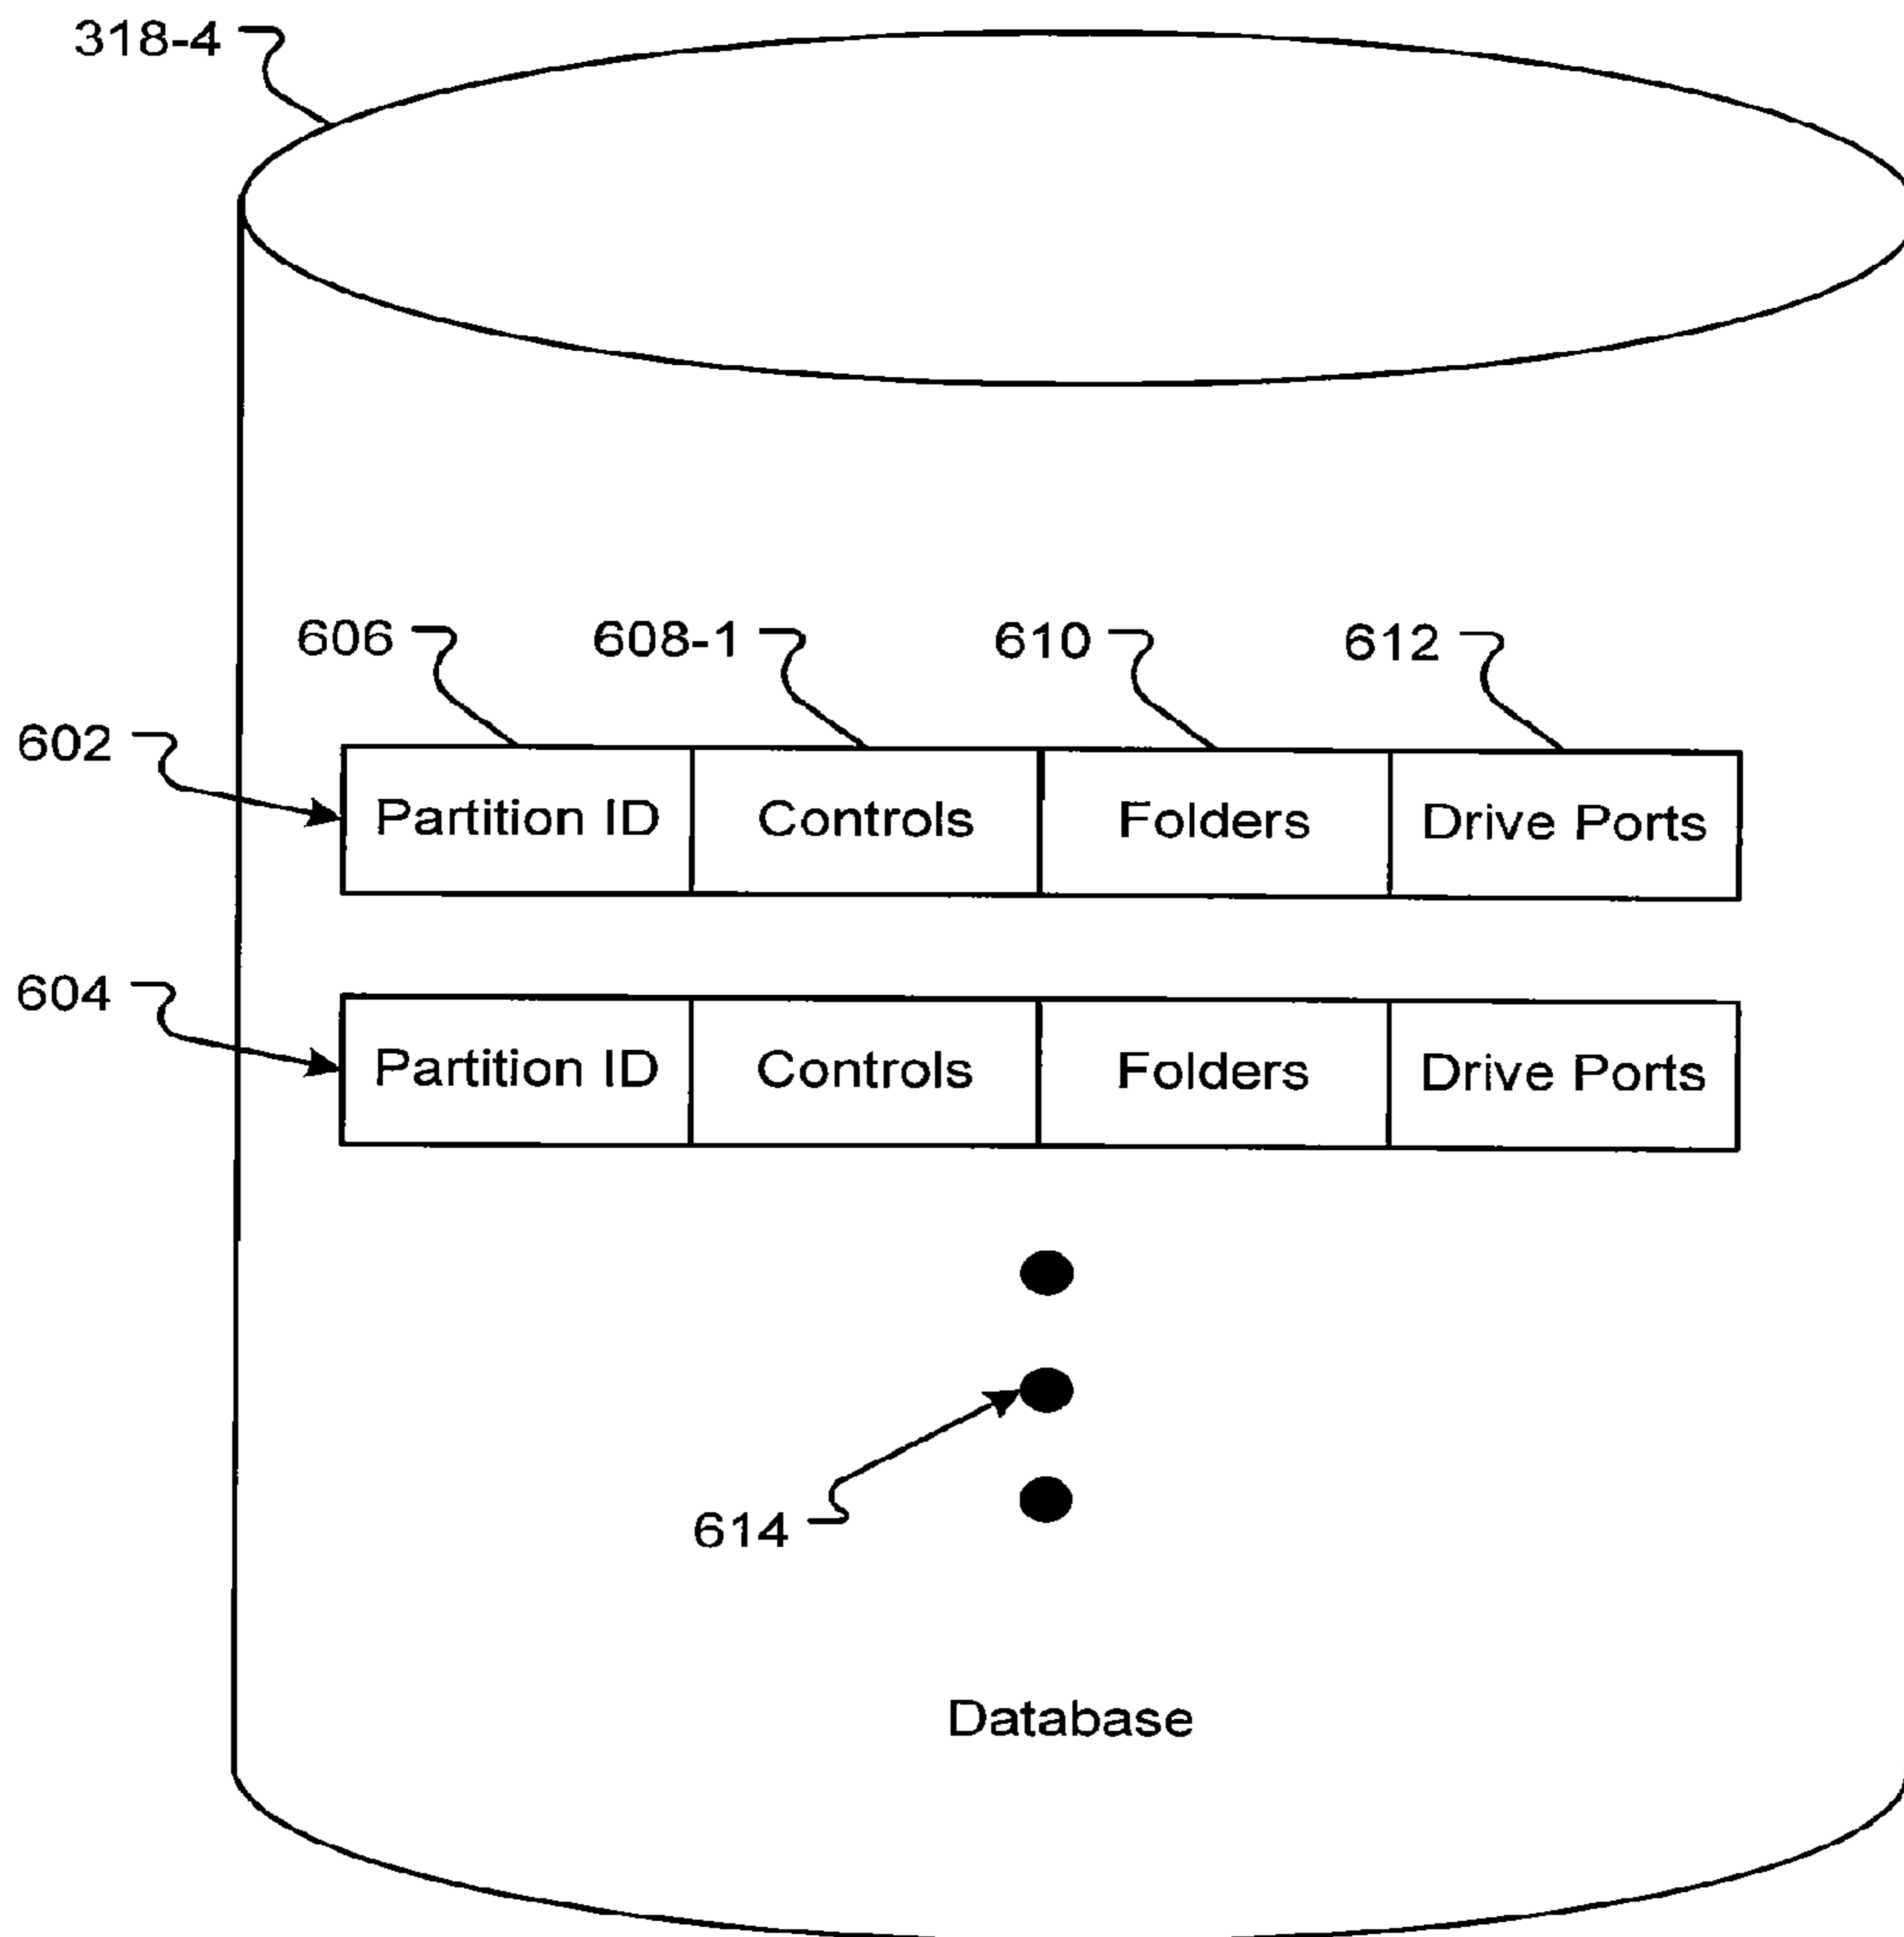 318-4
606 608-1 610 612
602
Partition ID Controls Folders Drive Ports
604
Partition ID Controls Folders Drive Ports
614
Database